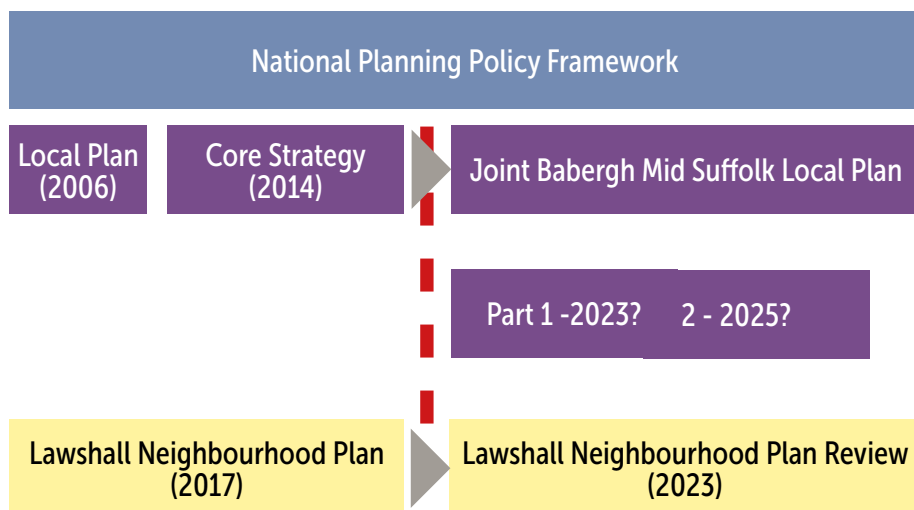 National Planning Policy Framework
Local Plan
(2006)
Core Strategy
(2014)
Joint Babergh Mid Suffolk Local Plan
Part 1 -2023?
2 - 2025?
Lawshall Neighbourhood Plan
(2017)
Lawshall Neighbourhood Plan Review
(2023)